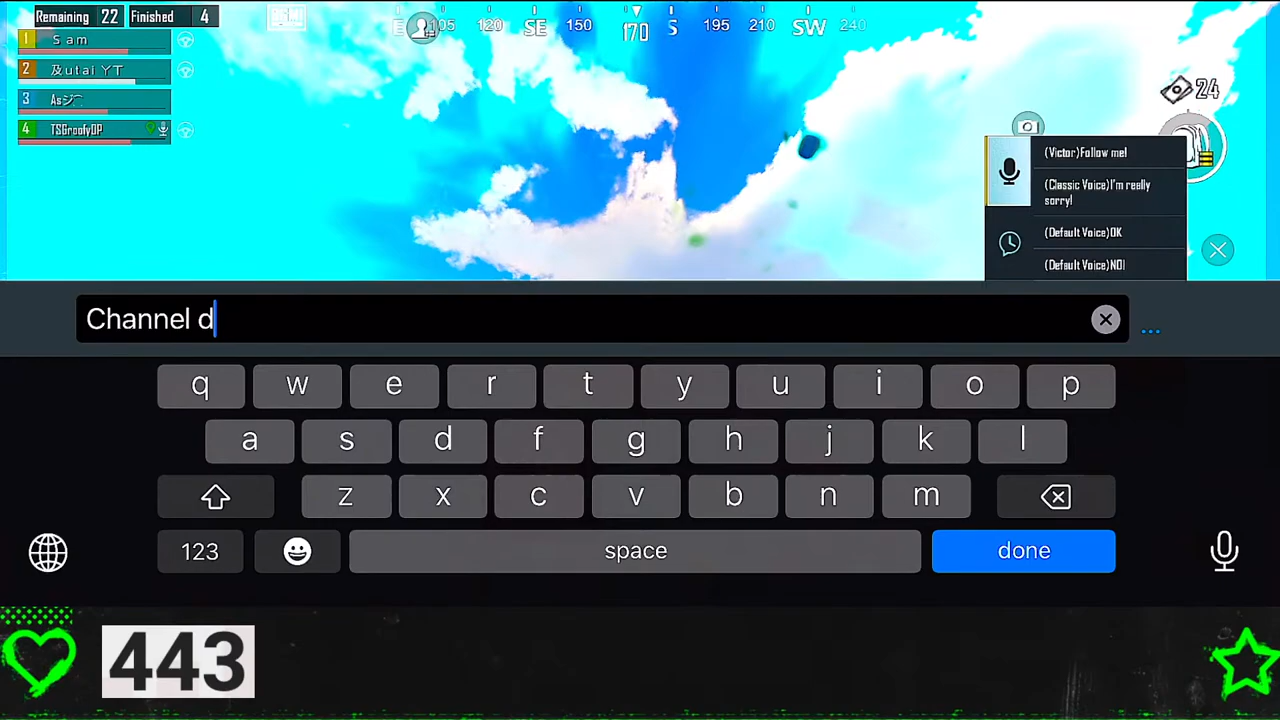 Remaining 22 Finished 4
E 105 120 SE 150 170 S 195 210 SW 240
1 S am
2 及utai YT
3 Asジ
4 TSGroofyOP
24
(Victor)Follow me!
(Classic Voice)I'm really
sorry!
(Default Voice)OK
(Default Voice)NO!
Channel d
...
q w e r t y u i o p
a s d f g h j k l
z x c v b n m
123 space done
443